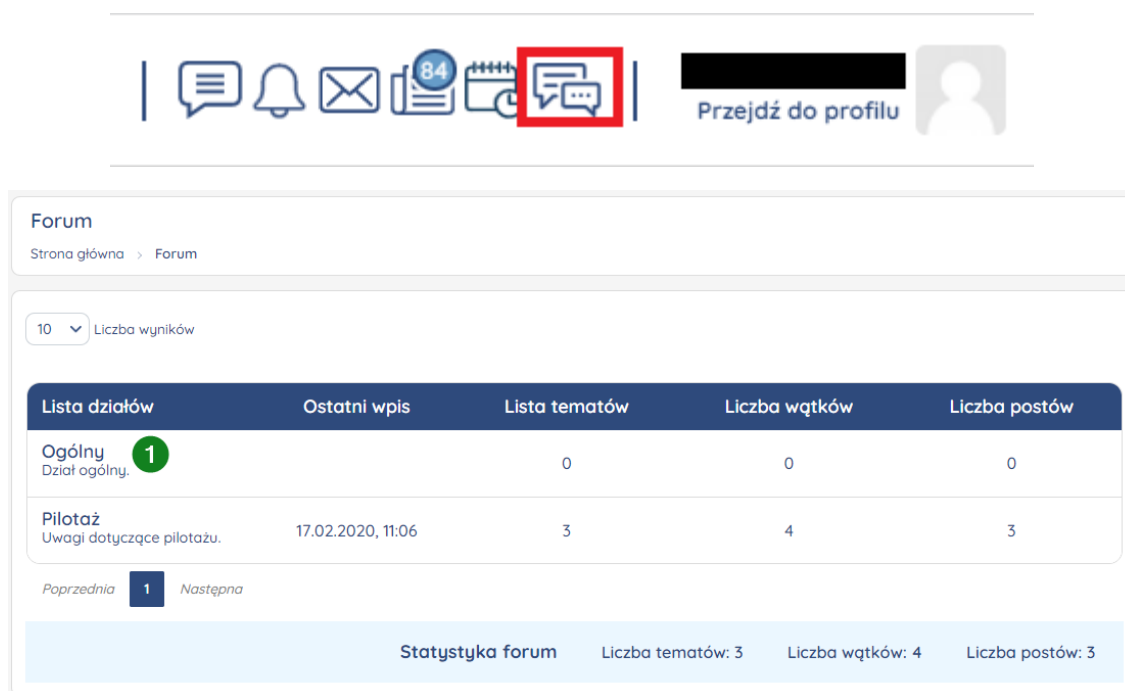 84
Przejdź do profilu
Forum
Strona główna > Forum
10 Liczba wyników
Lista działów Ostatni wpis Lista tematów Liczba wątków Liczba postów
Ogólny 1
Dział ogólny. 0 0 0
Pilotaż
Uwagi dotyczące pilotażu. 17.02.2020, 11:06 3 4 3
Poprzednia 1 Następna
Statystyka forum Liczba tematów: 3 Liczba wątków: 4 Liczba postów: 3